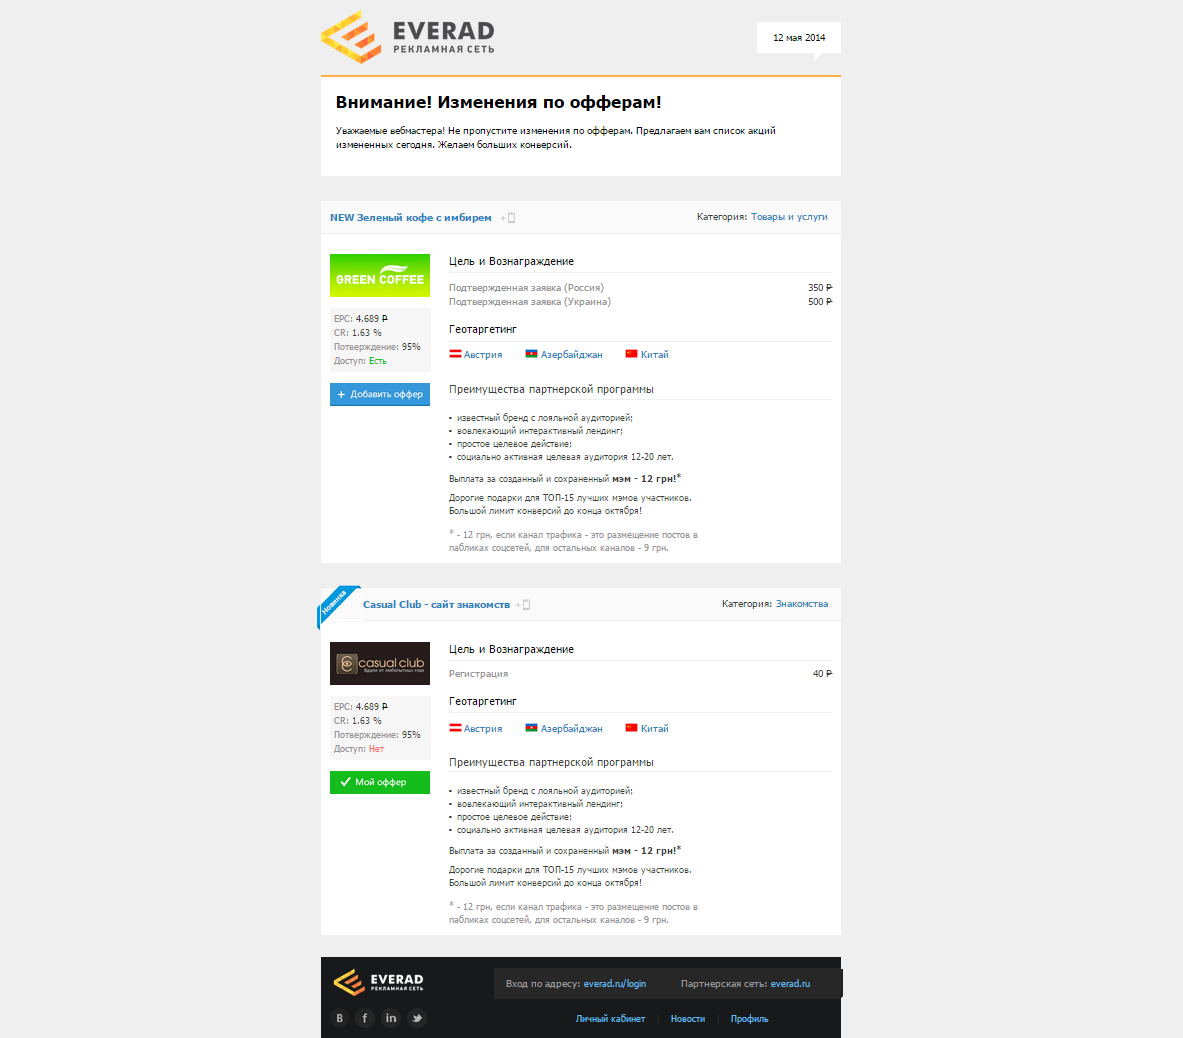 EVERAD
РЕКЛАМНАЯ СЕТЬ
12 мая 2014
Внимание! Изменения по офферам!
Уважаемые вебмастера! Не пропустите изменения по офферам. Предлагаем вам список акций
измененных сегодня. Желаем больших конверсий.
NEW Зеленый кофе с имбирем +
Категория: Товары и услуги
GREEN COFFEE
EPC: 4.689 ₽
CR: 1.63 %
Потверждение: 95%
Доступ: Есть
+ Добавить оффер
Цель и Вознаграждение
Подтвержденная заявка (Россия) 350 ₽
Подтвержденная заявка (Украина) 500 ₽
Геотаргетинг
Австрия Азербайджан Китай
Преимущества партнерской программы
• известный бренд с лояльной аудиторией;
• вовлекающий интерактивный лендинг;
• простое целевое действие;
• социально активная целевая аудитория 12-20 лет.
Выплата за созданный и сохраненный мэм - 12 грн!*
Дорогие подарки для ТОП-15 лучших мэмов участников.
Большой лимит конверсий до конца октября!
* - 12 грн, если канал трафика - это размещение постов в
пабликах соцсетей, для остальных каналов - 9 грн.
Новинка
Casual Club - сайт знакомств +
Категория: Знакомства
casual club
Вдали от любопытных глаз
EPC: 4.689 ₽
CR: 1.63 %
Потверждение: 95%
Доступ: Нет
Мой оффер
Цель и Вознаграждение
Регистрация 40 ₽
Геотаргетинг
Австрия Азербайджан Китай
Преимущества партнерской программы
• известный бренд с лояльной аудиторией;
• вовлекающий интерактивный лендинг;
• простое целевое действие;
• социально активная целевая аудитория 12-20 лет.
Выплата за созданный и сохраненный мэм - 12 грн!*
Дорогие подарки для ТОП-15 лучших мэмов участников.
Большой лимит конверсий до конца октября!
* - 12 грн, если канал трафика - это размещение постов в
пабликах соцсетей, для остальных каналов - 9 грн.
EVERAD
РЕКЛАМНАЯ СЕТЬ
Вход по адресу: everad.ru/login Партнерская сеть: everad.ru
B f in
Личный кабинет | Новости | Профиль